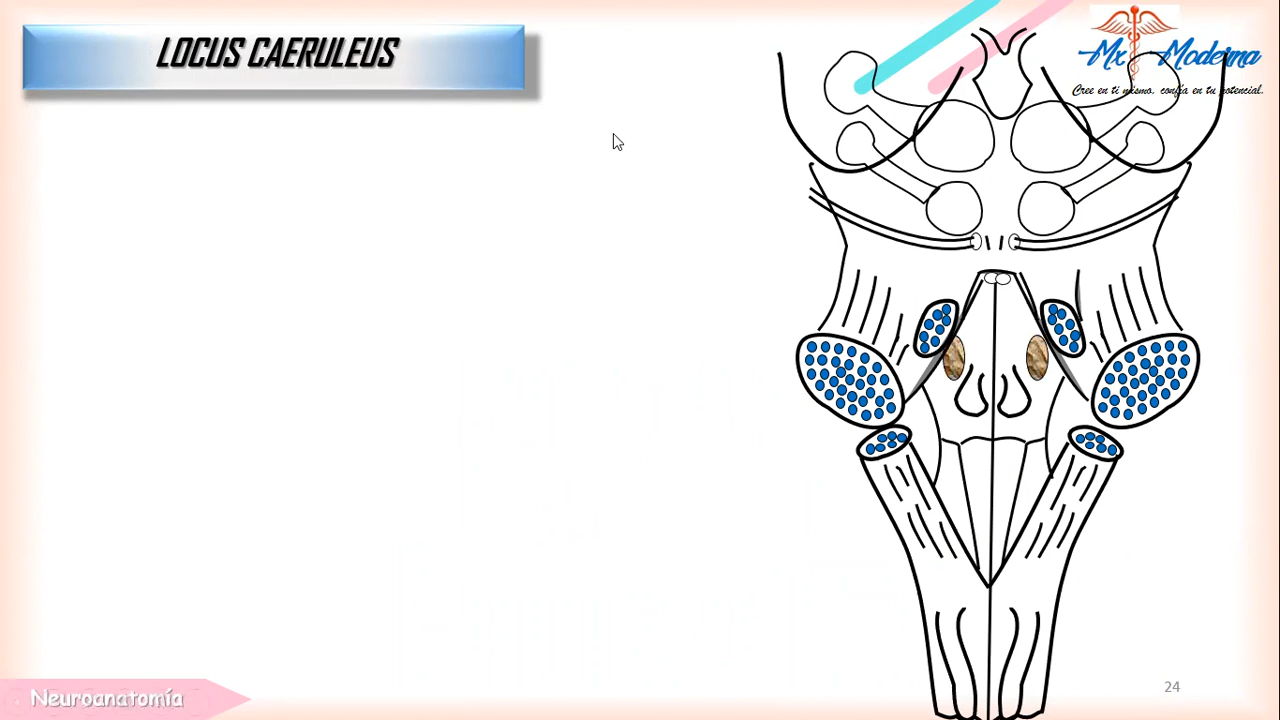 LOCUS CAERULEUS
Mx Moderna
Cree en ti mismo, confía en tu potencial.
Neuroanatomía
24